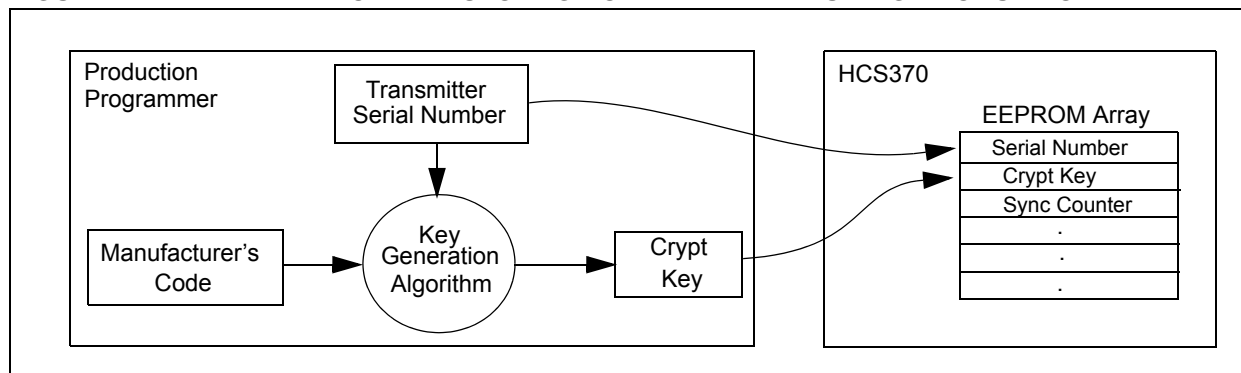 Production
Programmer
Transmitter
Serial Number
Manufacturer's
Code
Key
Generation
Algorithm
Crypt
Key
HCS370
EEPROM Array
Serial Number
Crypt Key
Sync Counter
.
.
.